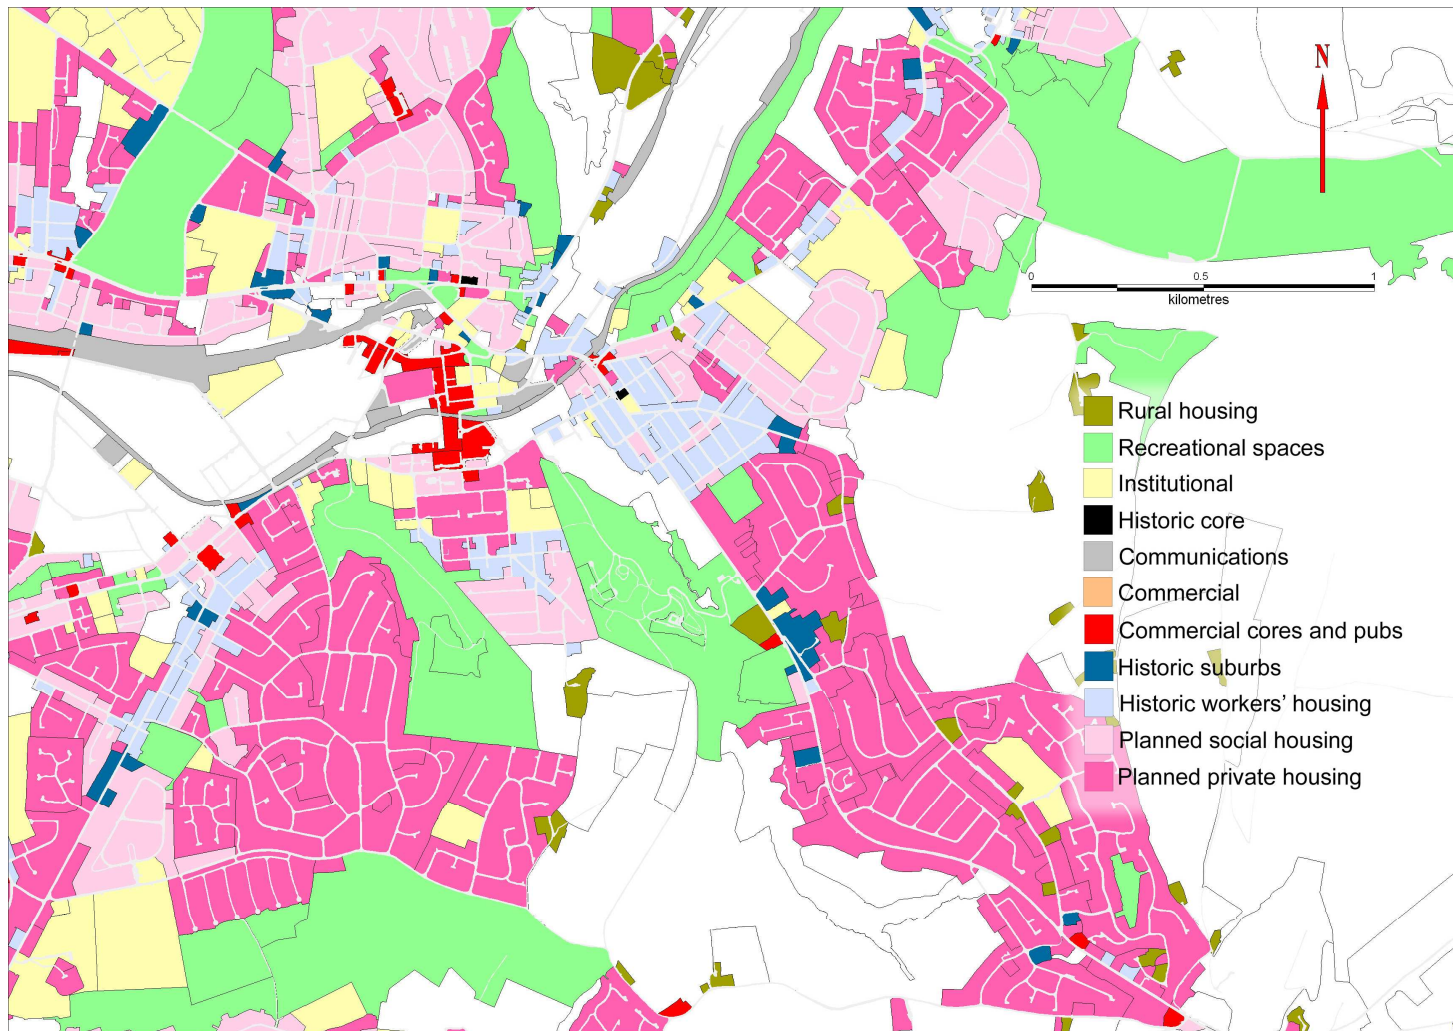 N
0 0.5 1
kilometres
Rural housing
Recreational spaces
Institutional
Historic core
Communications
Commercial
Commercial cores and pubs
Historic suburbs
Historic workers’ housing
Planned social housing
Planned private housing